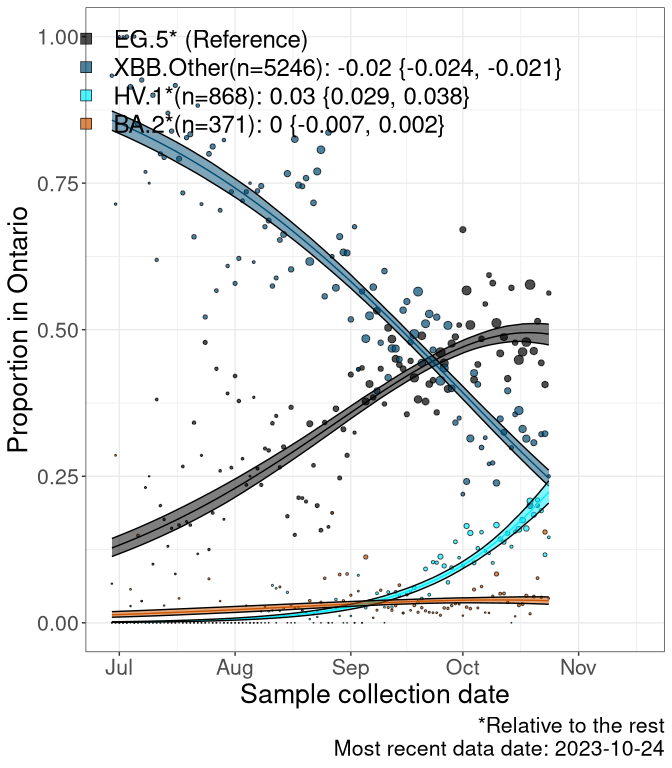 EG.5* (Reference)
XBB.Other(n=5246): -0.02 {-0.024, -0.021}
HV.1*(n=868): 0.03 {0.029, 0.038}
BA.2*(n=371): 0 {-0.007, 0.002}
1.00
0.75
0.50
0.25
0.00
Proportion in Ontario
Jul Aug Sep Oct Nov
Sample collection date
*Relative to the rest
Most recent data date: 2023-10-24